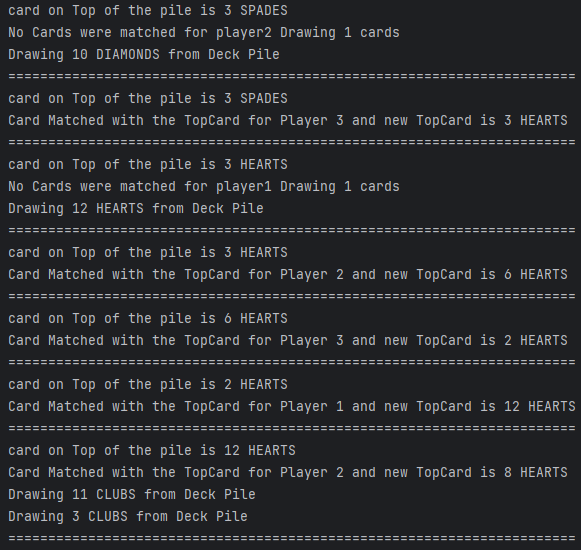 card on Top of the pile is 3 SPADES
No Cards were matched for player2 Drawing 1 cards
Drawing 10 DIAMONDS from Deck Pile
=======================================================================
card on Top of the pile is 3 SPADES
Card Matched with the TopCard for Player 3 and new TopCard is 3 HEARTS
=======================================================================
card on Top of the pile is 3 HEARTS
No Cards were matched for player1 Drawing 1 cards
Drawing 12 HEARTS from Deck Pile
=======================================================================
card on Top of the pile is 3 HEARTS
Card Matched with the TopCard for Player 2 and new TopCard is 6 HEARTS
=======================================================================
card on Top of the pile is 6 HEARTS
Card Matched with the TopCard for Player 3 and new TopCard is 2 HEARTS
=======================================================================
card on Top of the pile is 2 HEARTS
Card Matched with the TopCard for Player 1 and new TopCard is 12 HEARTS
=======================================================================
card on Top of the pile is 12 HEARTS
Card Matched with the TopCard for Player 2 and new TopCard is 8 HEARTS
Drawing 11 CLUBS from Deck Pile
Drawing 3 CLUBS from Deck Pile
=======================================================================